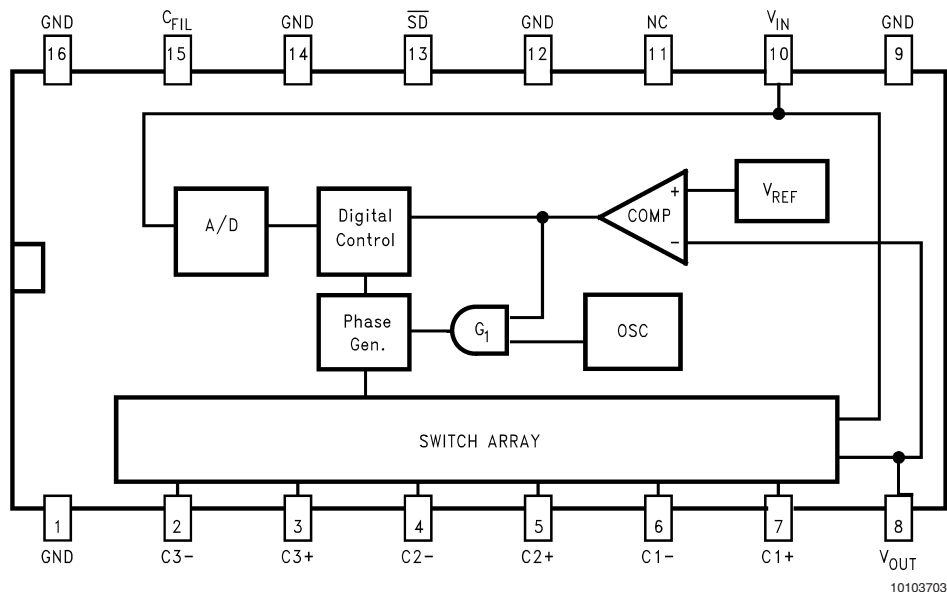 GND C_FIL GND SD GND NC V_IN GND
16 15 14 13 12 11 10 9
+ V_REF
COMP
A/D Digital
Control
−
Phase
Gen. G_1 OSC
SWITCH ARRAY
1 2 3 4 5 6 7 8
GND C3- C3+ C2- C2+ C1- C1+ V_OUT
10103703